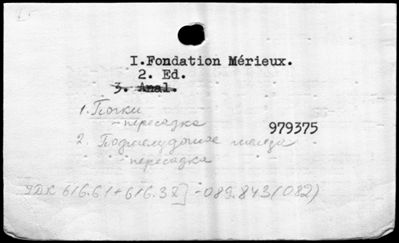 I.Fondation Mérieux.
2. Ed.
3. Anal.
1. Почки
- пересадка
979375
2. Поджелудочная железа
- пересадка
УДК 616.61+616.37] -089.843(082)